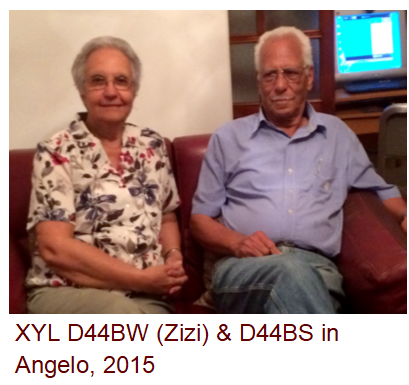 XYL D44BW (Zizi) & D44BS in
Angelo, 2015